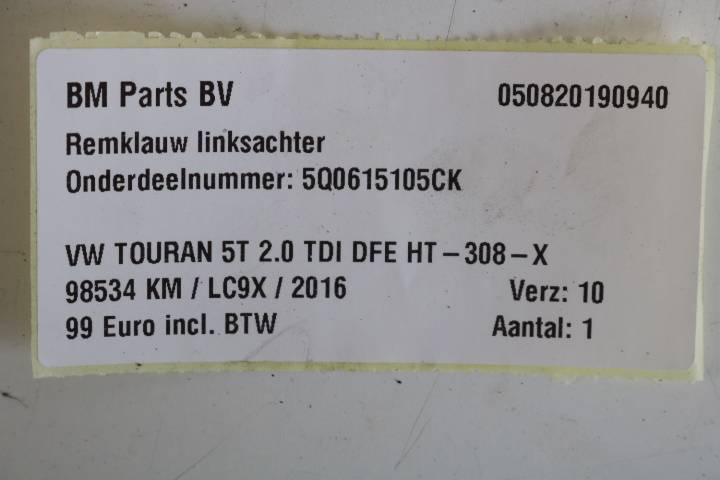 BM Parts BV 050820190940
Remklauw linksachter
Onderdeelnummer: 5Q0615105CK
VW TOURAN 5T 2.0 TDI DFE HT-308-X
98534 KM / LC9X / 2016 Verz: 10
99 Euro incl. BTW Aantal: 1